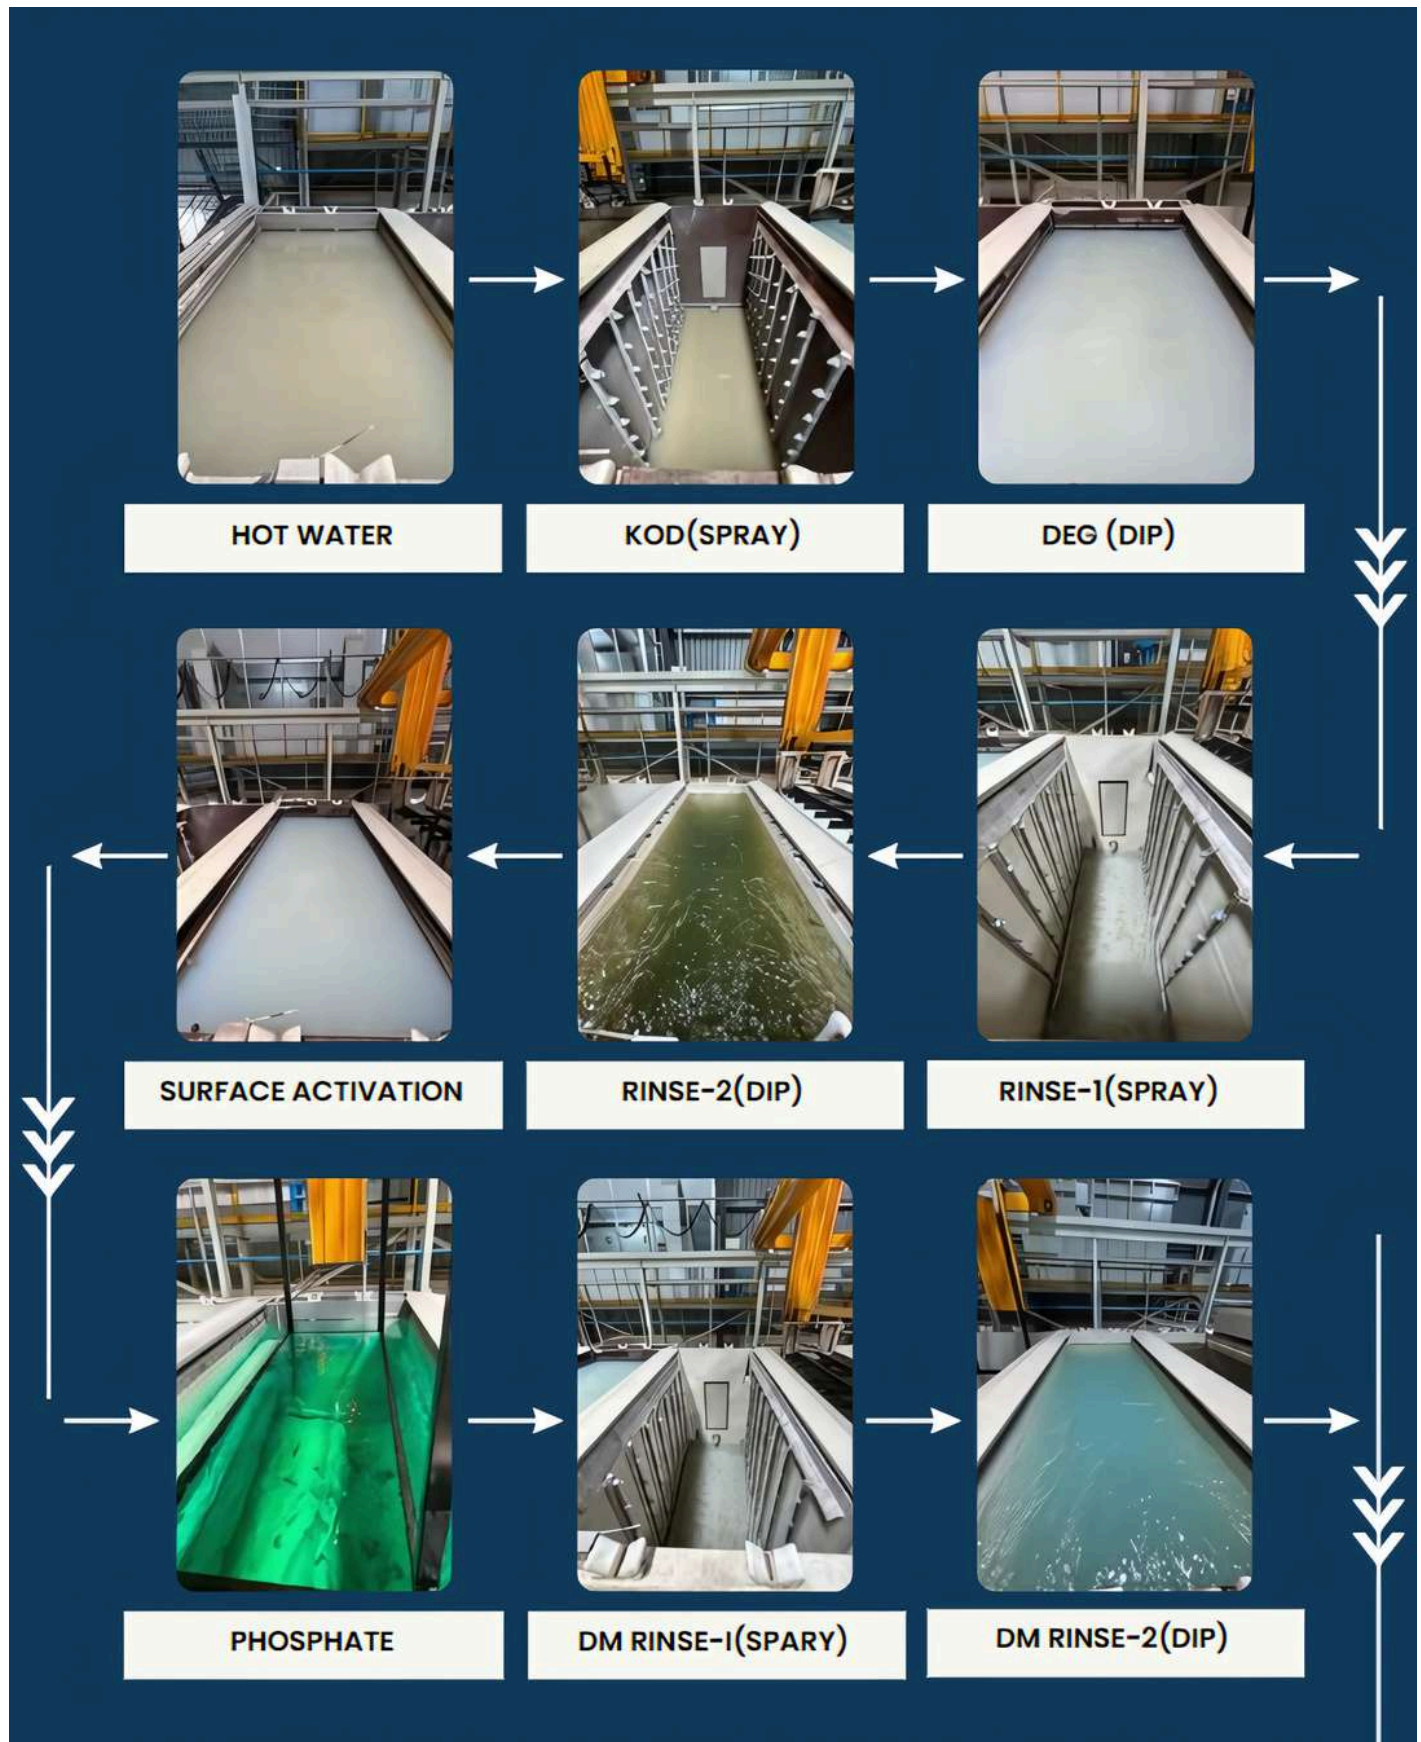 HOT WATER
KOD(SPRAY)
DEG (DIP)
SURFACE ACTIVATION
RINSE-2(DIP)
RINSE-1(SPRAY)
PHOSPHATE
DM RINSE-I(SPARY)
DM RINSE-2(DIP)